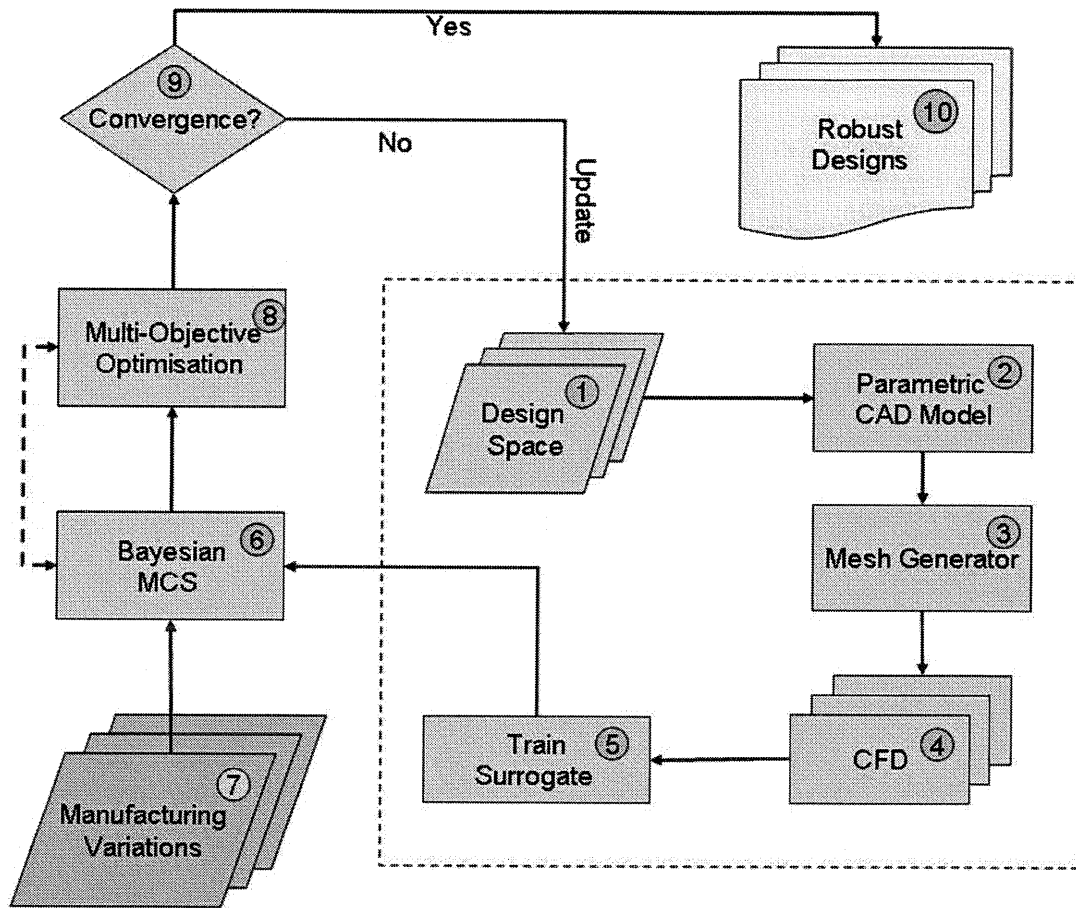 Yes
9
Convergence?
No
Update
10
Robust
Designs
8
Multi-Objective
Optimisation
1
Design
Space
2
Parametric
CAD Model
3
Mesh Generator
6
Bayesian
MCS
5
Train
Surrogate
4
CFD
7
Manufacturing
Variations